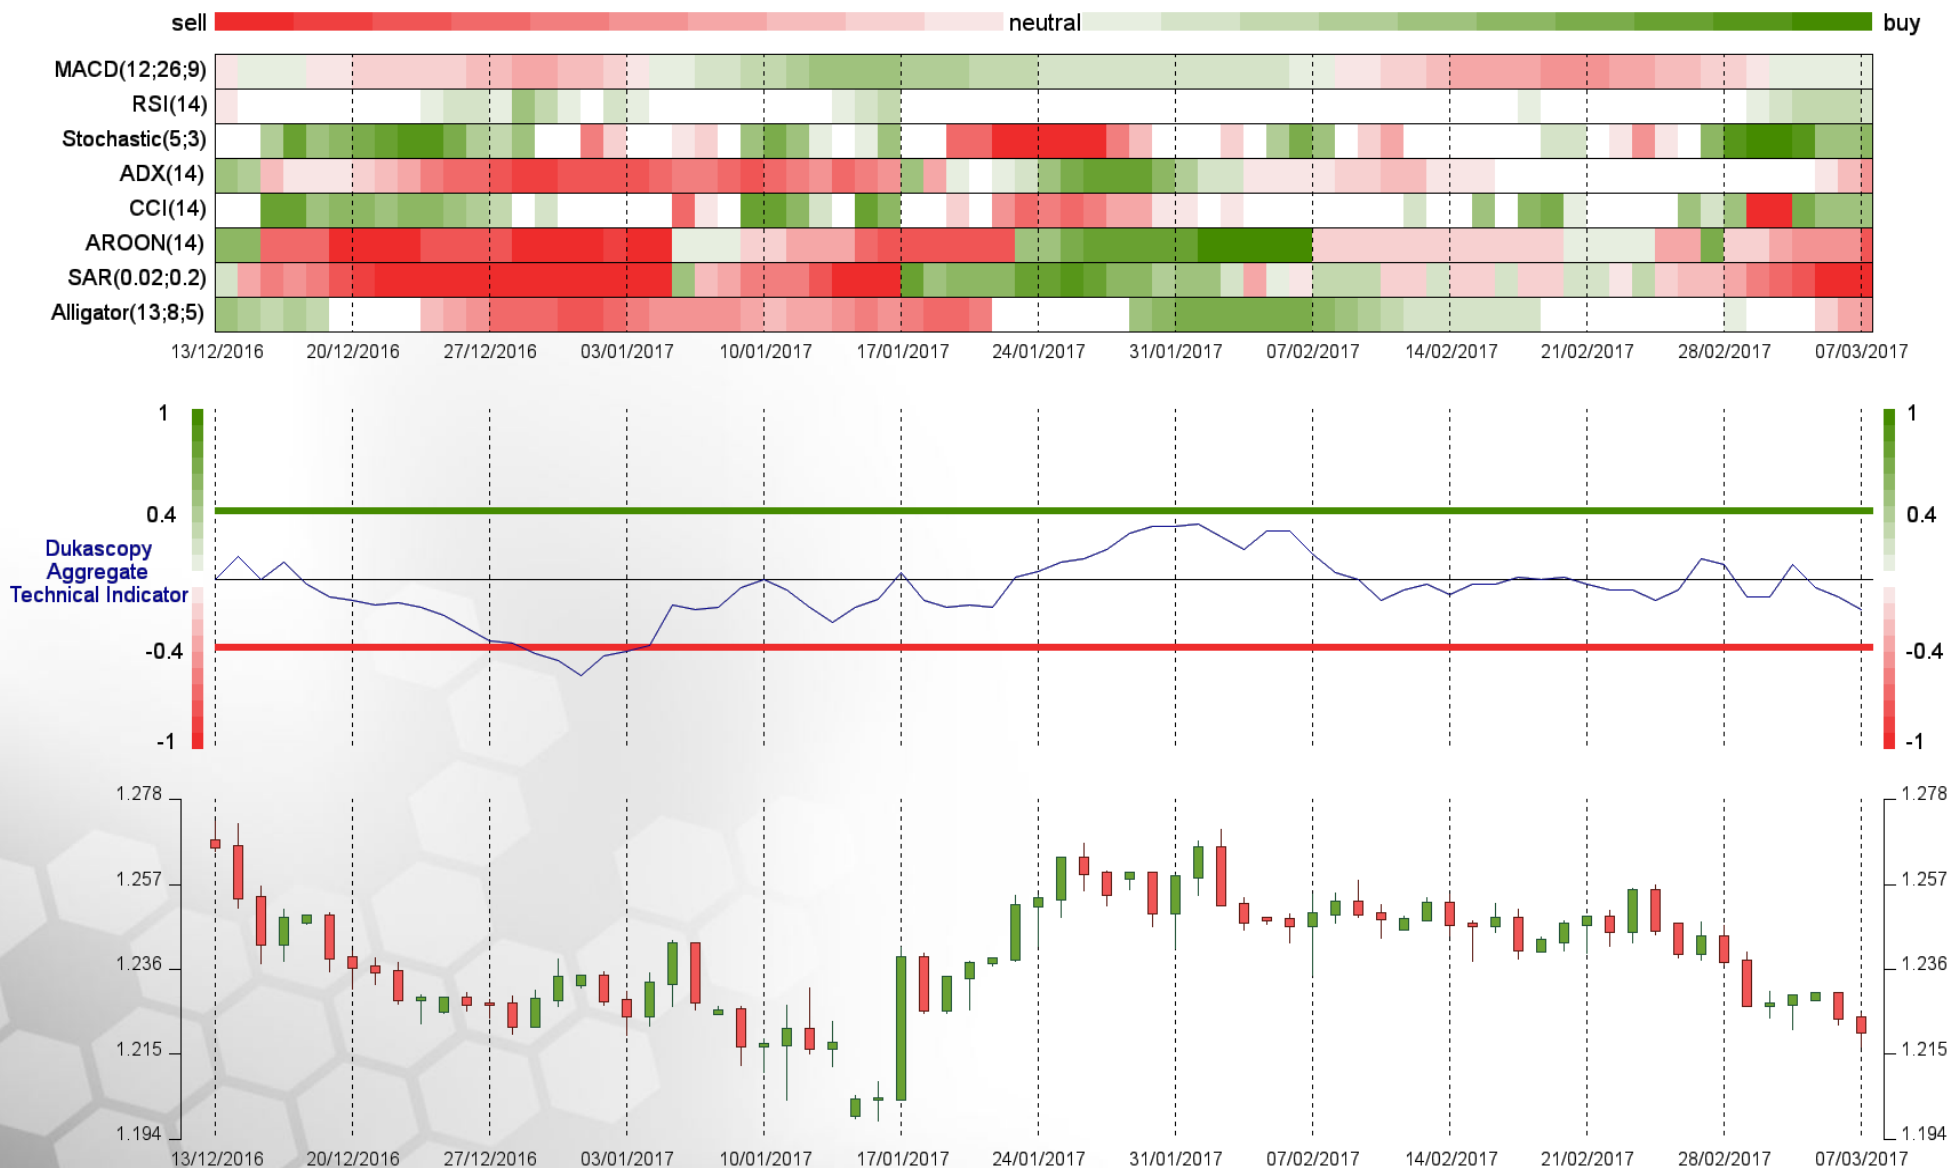 sell neutral buy
MACD(12;26;9)
RSI(14)
Stochastic(5;3)
ADX(14)
CCI(14)
AROON(14)
SAR(0.02;0.2)
Alligator(13;8;5)
13/12/2016 20/12/2016 27/12/2016 03/01/2017 10/01/2017 17/01/2017 24/01/2017 31/01/2017 07/02/2017 14/02/2017 21/02/2017 28/02/2017 07/03/2017
1 1
0.4 0.4
Dukascopy
Aggregate
Technical Indicator
-0.4 -0.4
-1 -1
1.278 1.278
1.257 1.257
1.236 1.236
1.215 1.215
1.194 1.194
13/12/2016 20/12/2016 27/12/2016 03/01/2017 10/01/2017 17/01/2017 24/01/2017 31/01/2017 07/02/2017 14/02/2017 21/02/2017 28/02/2017 07/03/2017